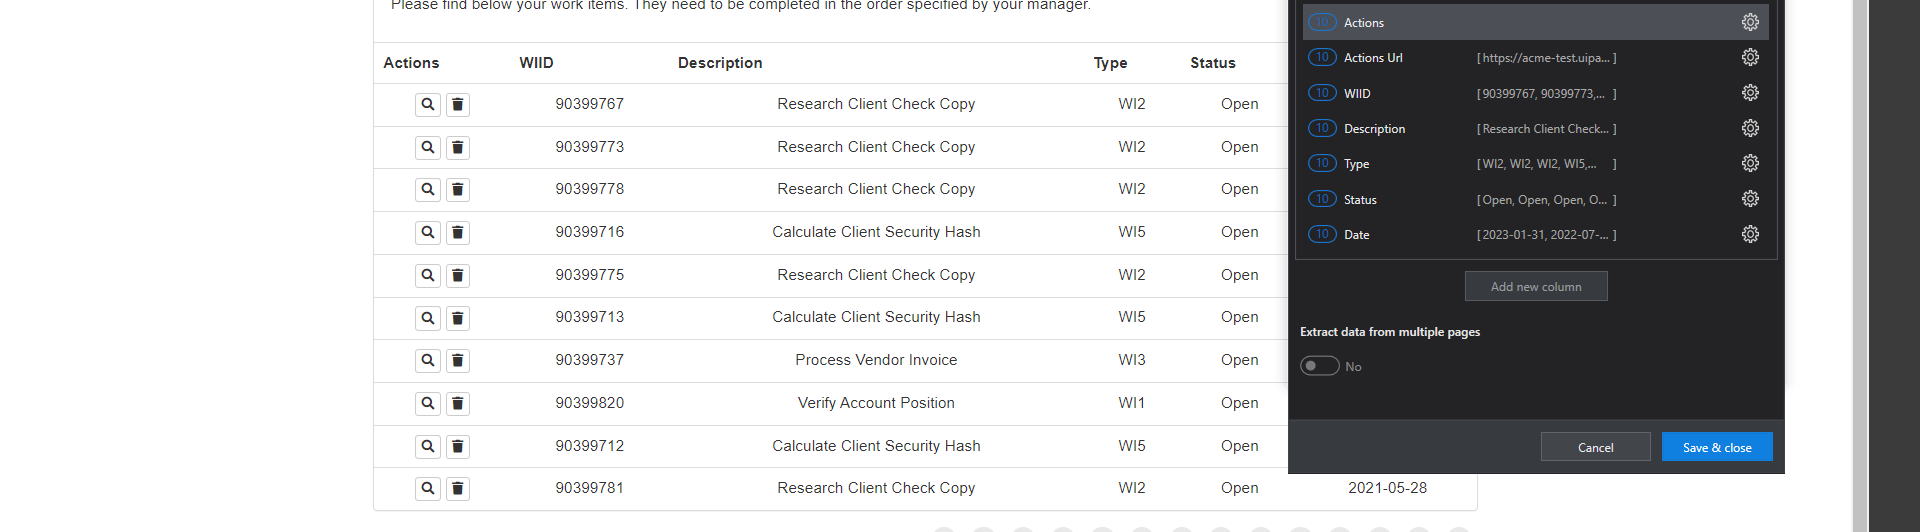 Please find below your work items. They need to be completed in the order specified by your manager.
Actions WIID Description Type Status
90399767 Research Client Check Copy WI2 Open
90399773 Research Client Check Copy WI2 Open
90399778 Research Client Check Copy WI2 Open
90399716 Calculate Client Security Hash WI5 Open
90399775 Research Client Check Copy WI2 Open
90399713 Calculate Client Security Hash WI5 Open
90399737 Process Vendor Invoice WI3 Open
90399820 Verify Account Position WI1 Open
90399712 Calculate Client Security Hash WI5 Open
90399781 Research Client Check Copy WI2 Open 2021-05-28
10 Actions
10 Actions Url [ https://acme-test.uipa... ]
10 WIID [ 90399767, 90399773,... ]
10 Description [ Research Client Check... ]
10 Type [ WI2, WI2, WI2, WI5,... ]
10 Status [ Open, Open, Open, O... ]
10 Date [ 2023-01-31, 2022-07-... ]
Add new column
Extract data from multiple pages
No
Cancel Save & close